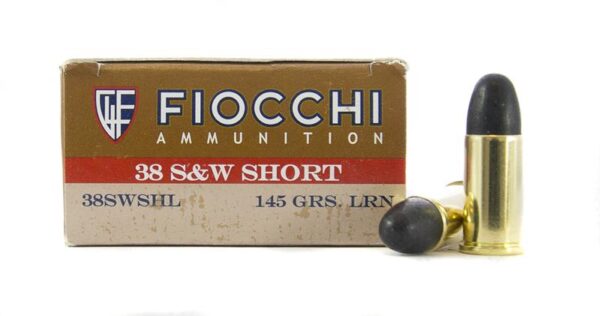 FIOCCHI
AMMUNITION
38 S&W SHORT
38SWSHL 145 GRS. LRN